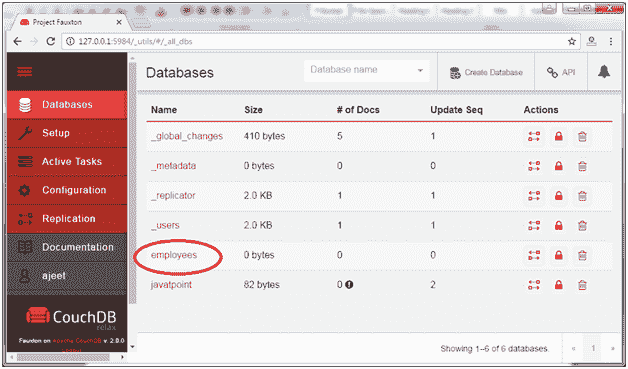 Project Fauxton
127.0.0.1:5984/_utils/#/_all_dbs
Databases
Database name
Create Database
API
Databases
Setup
Active Tasks
Configuration
Replication
Documentation
ajeet
CouchDB
relax
Fauxton on Apache CouchDB v. 2.0.0
Name Size # of Docs Update Seq Actions
_global_changes 410 bytes 5 1
_metadata 0 bytes 0 0
_replicator 2.0 KB 1 1
_users 2.0 KB 1 1
employees 0 bytes 0 0
javatpoint 82 bytes 0 2
Showing 1–6 of 6 databases.
« 1 »